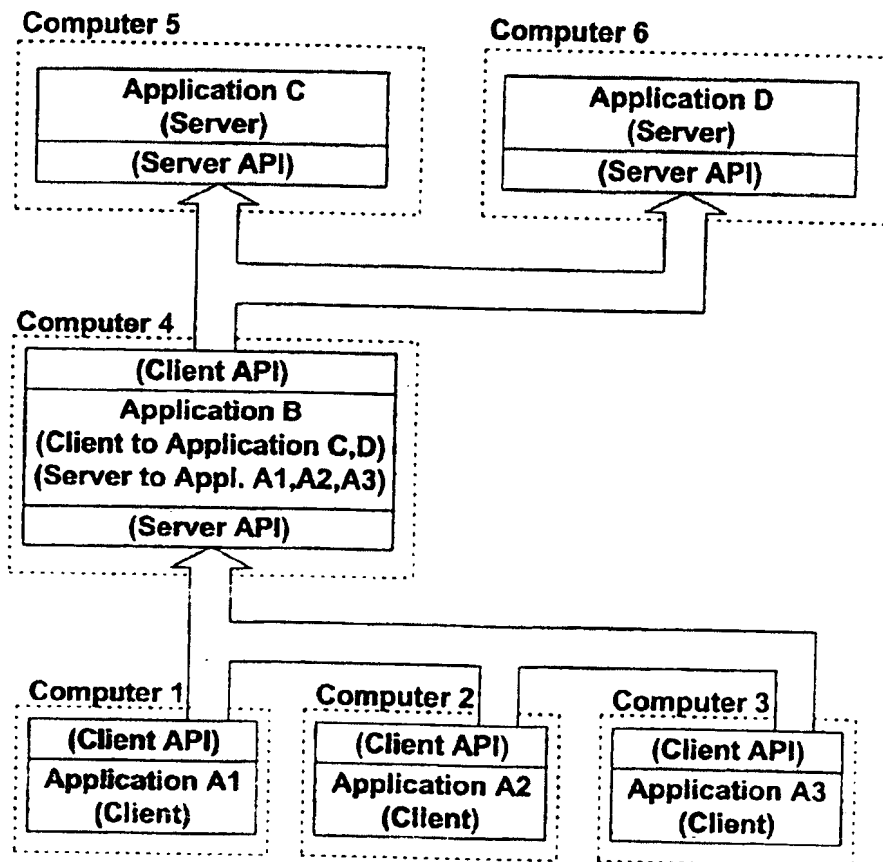 Computer 5
Computer 6
Application C
(Server)
(Server API)
Application D
(Server)
(Server API)
Computer 4
(Client API)
Application B
(Client to Application C,D)
(Server to Appl. A1,A2,A3)
(Server API)
Computer 1
Computer 2
Computer 3
(Client API)
Application A1
(Client)
(Client API)
Application A2
(Client)
(Client API)
Application A3
(Client)